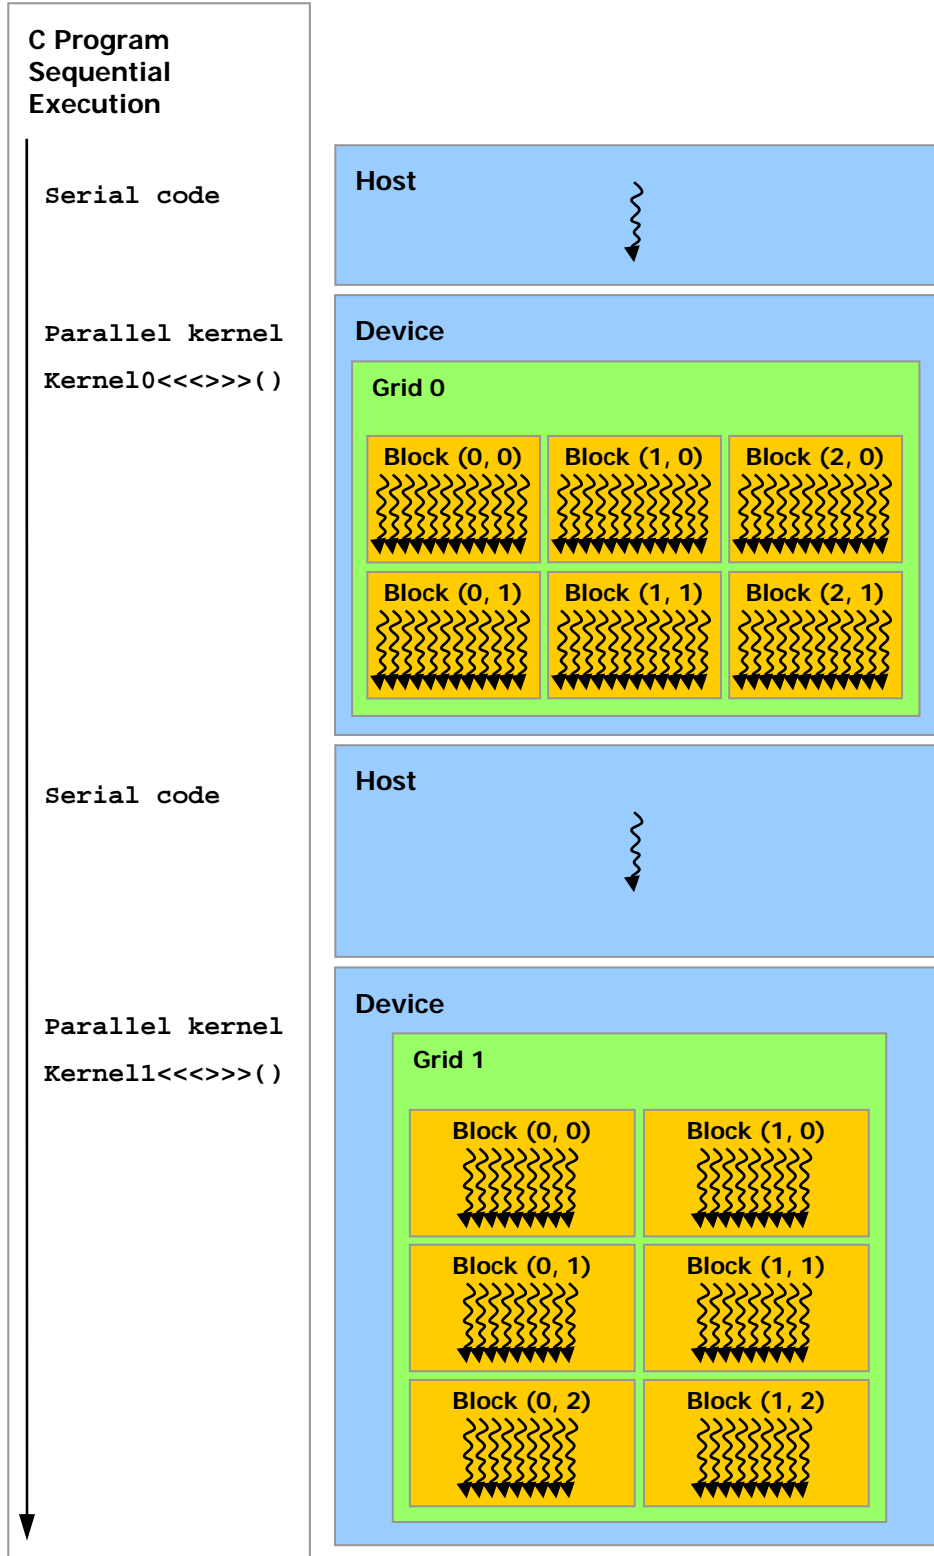 C Program
Sequential
Execution
Serial code
Host
Parallel kernel
Kernel0<<<>>>()
Device
Grid 0
Block (0, 0)
Block (1, 0)
Block (2, 0)
Block (0, 1)
Block (1, 1)
Block (2, 1)
Serial code
Host
Parallel kernel
Kernel1<<<>>>()
Device
Grid 1
Block (0, 0)
Block (1, 0)
Block (0, 1)
Block (1, 1)
Block (0, 2)
Block (1, 2)